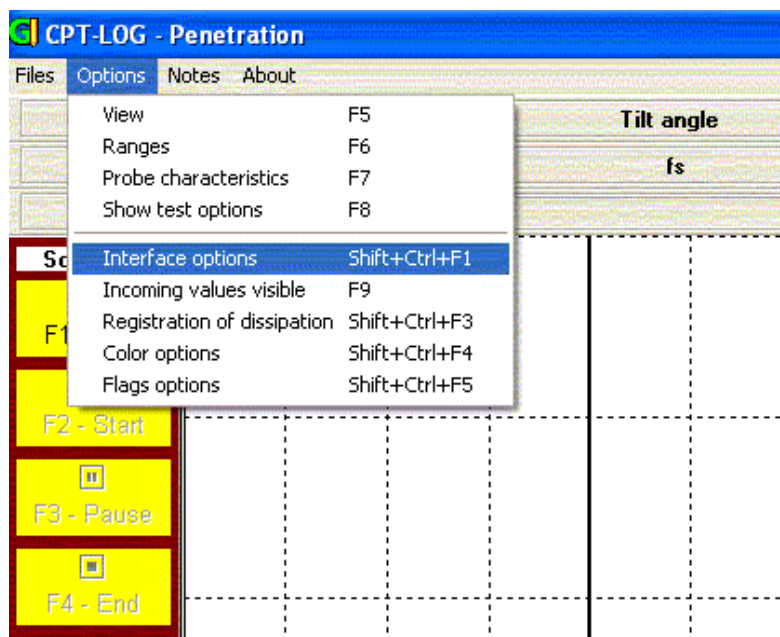 CPT-LOG - Penetration
Files Options Notes About
View F5
Ranges F6
Probe characteristics F7
Show test options F8
Interface options Shift+Ctrl+F1
Incoming values visible F9
Registration of dissipation Shift+Ctrl+F3
Color options Shift+Ctrl+F4
Flags options Shift+Ctrl+F5
Tilt angle
fs
F2 - Start
F3 - Pause
F4 - End